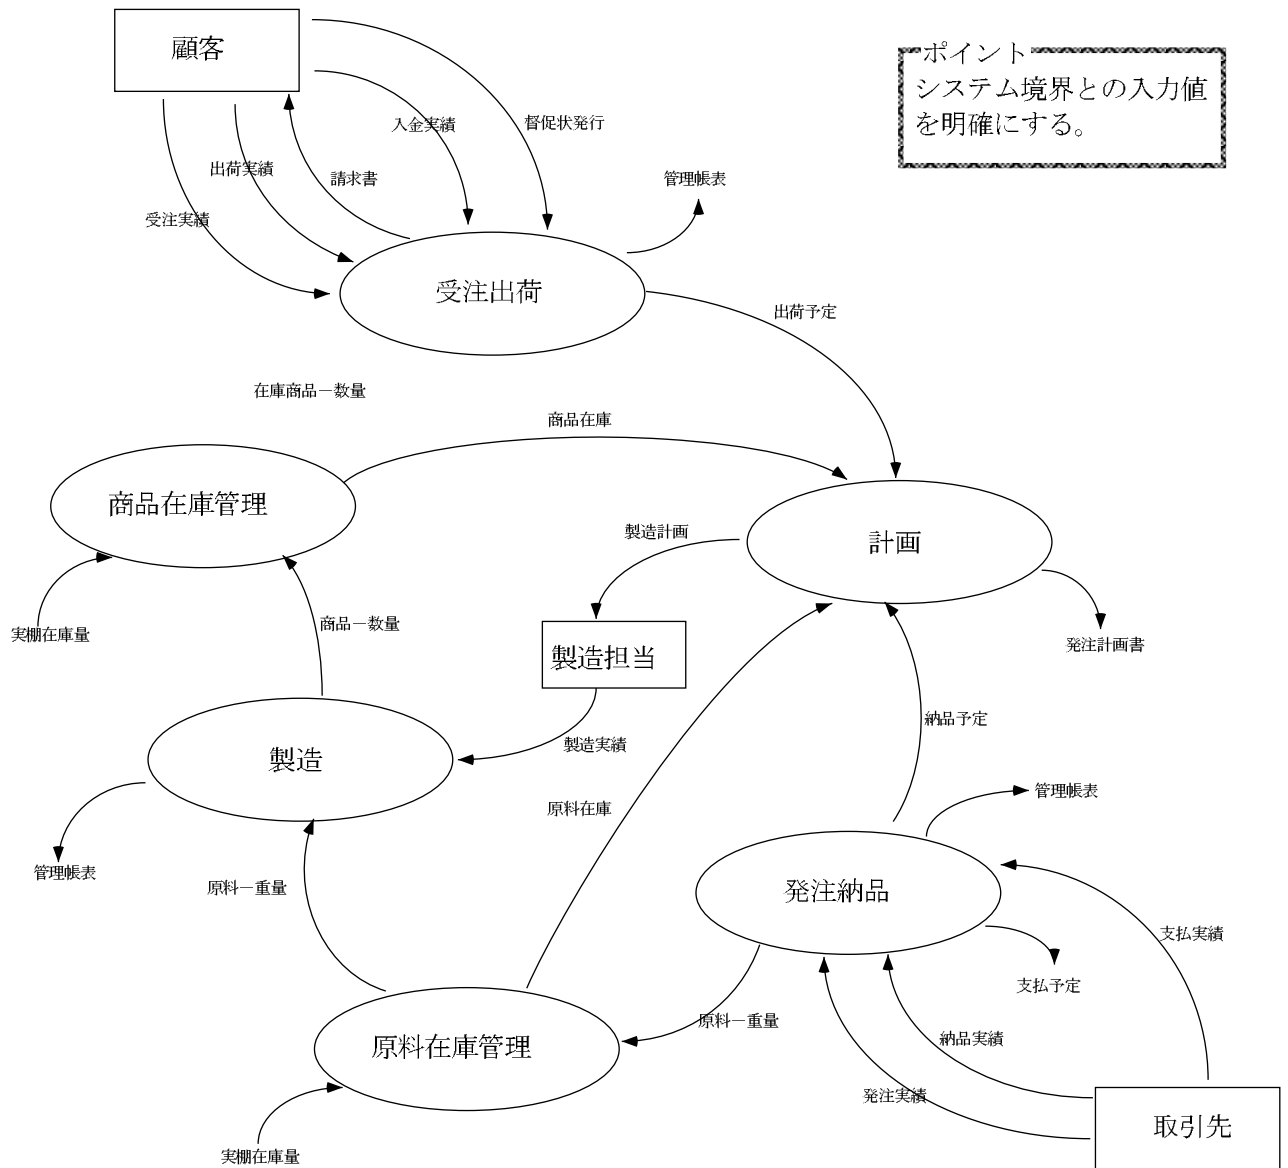 顧客
ポイント
システム境界との入力値
を明確にする。
入金実績
督促状発行
出荷実績
請求書
管理帳表
受注実績
受注出荷
出荷予定
在庫商品－数量
商品在庫
商品在庫管理
製造計画
計画
実棚在庫量
商品－数量
製造担当
発注計画書
納品予定
製造実績
製造
原料在庫
管理帳表
管理帳表
原料－重量
発注納品
支払実績
支払予定
原料－重量
納品実績
原料在庫管理
発注実績
取引先
実棚在庫量